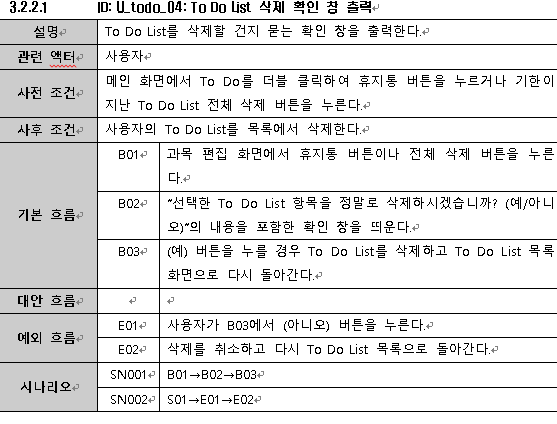 3.2.2.1 ID: U_todo_04: To Do List 삭제 확인 창 출력
설명 To Do List를 삭제할 건지 묻는 확인 창을 출력한다.
관련 액터 사용자
사전 조건 메인 화면에서 To Do를 더블 클릭하여 휴지통 버튼을 누르거나 기한이
지난 To Do List 전체 삭제 버튼을 누른다.
사후 조건 사용자의 To Do List를 목록에서 삭제한다.
기본 흐름 B01 과목 편집 화면에서 휴지통 버튼이나 전체 삭제 버튼을 누른
다.
B02 “선택한 To Do List 항목을 정말로 삭제하시겠습니까? (예/아니
오)”의 내용을 포함한 확인 창을 띄운다.
B03 (예) 버튼을 누를 경우 To Do List를 삭제하고 To Do List 목록
화면으로 다시 돌아간다.
대안 흐름
예외 흐름 E01 사용자가 B03에서 (아니오) 버튼을 누른다.
E02 삭제를 취소하고 다시 To Do List 목록으로 돌아간다.
시나리오 SN001 B01→B02→B03
SN002 S01→E01→E02